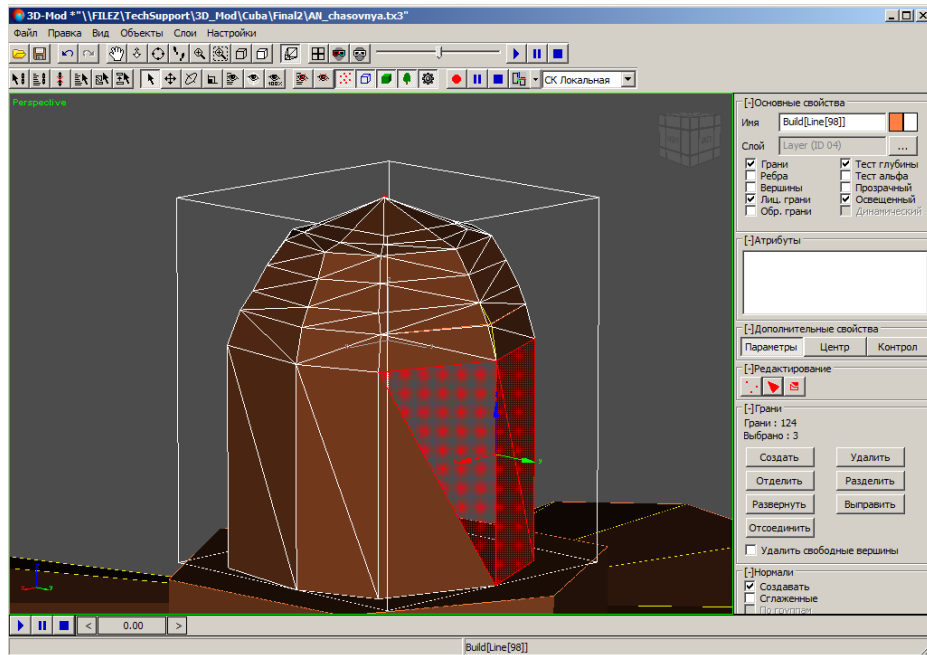 3D-Mod *"\\FILEZ\TechSupport\3D_Mod\Cuba\Final2\AN_chasovnya.tx3"
Файл Правка Вид Объекты Слои Настройки
СК Локальная
Perspective
[-]Основные свойства
Имя Build[Line[98]]
Слой Layer (ID 04) ...
Грани Тест глубины
Ребра Тест альфа
Вершины Прозрачный
Лиц. грани Освещенный
Обр. грани Динамический
[-]Атрибуты
[-]Дополнительные свойства
Параметры Центр Контрол
[-]Редактирование
[-]Грани
Грани : 124
Выбрано : 3
Создать Удалить
Отделить Разделить
Развернуть Выправить
Отсоединить
Удалить свободные вершины
[-]Нормали
Создавать
Сглаженные
По группам
< 0.00 >
Build[Line[98]]